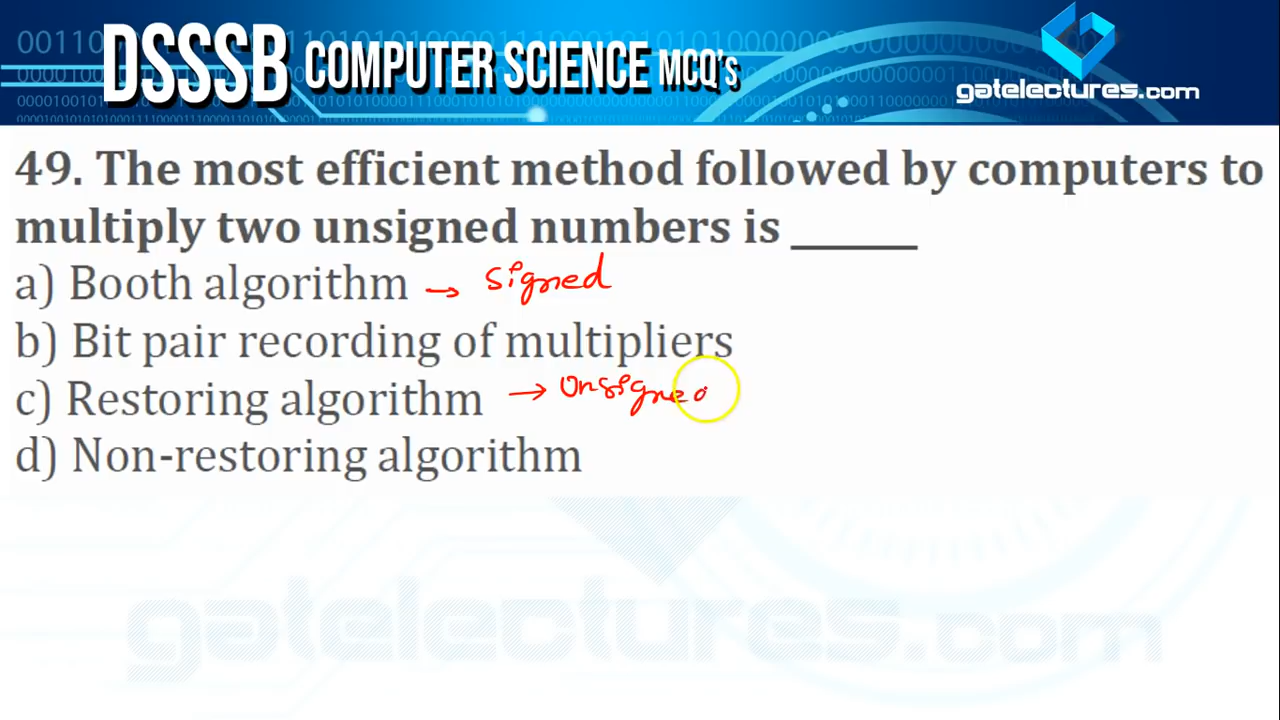 DSSSB COMPUTER SCIENCE MCQ'S
gatelectures.com
49. The most efficient method followed by computers to
multiply two unsigned numbers is ______
a) Booth algorithm → signed
b) Bit pair recording of multipliers
c) Restoring algorithm → Unsigned
d) Non-restoring algorithm
gatelectures.com